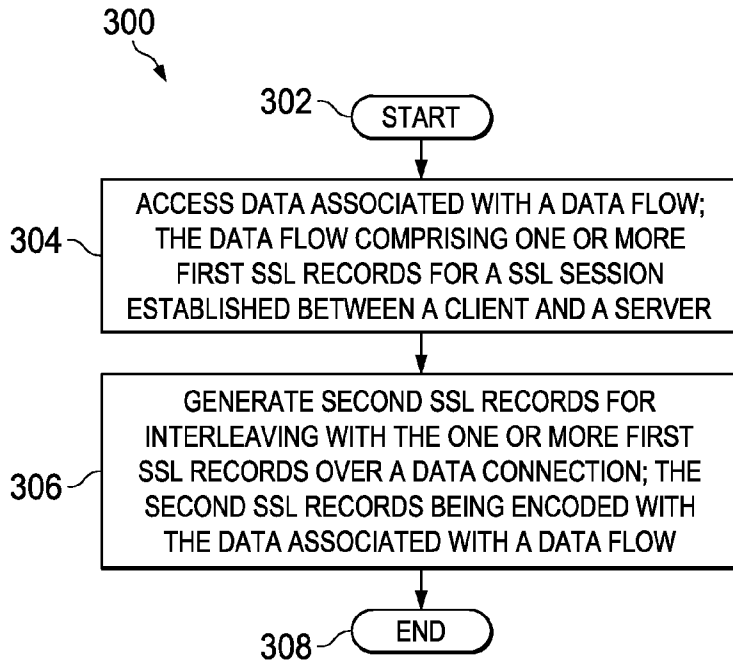 300
302
START
ACCESS DATA ASSOCIATED WITH A DATA FLOW;
THE DATA FLOW COMPRISING ONE OR MORE
FIRST SSL RECORDS FOR A SSL SESSION
ESTABLISHED BETWEEN A CLIENT AND A SERVER
304
GENERATE SECOND SSL RECORDS FOR
INTERLEAVING WITH THE ONE OR MORE FIRST
SSL RECORDS OVER A DATA CONNECTION; THE
SECOND SSL RECORDS BEING ENCODED WITH
THE DATA ASSOCIATED WITH A DATA FLOW
306
END
308